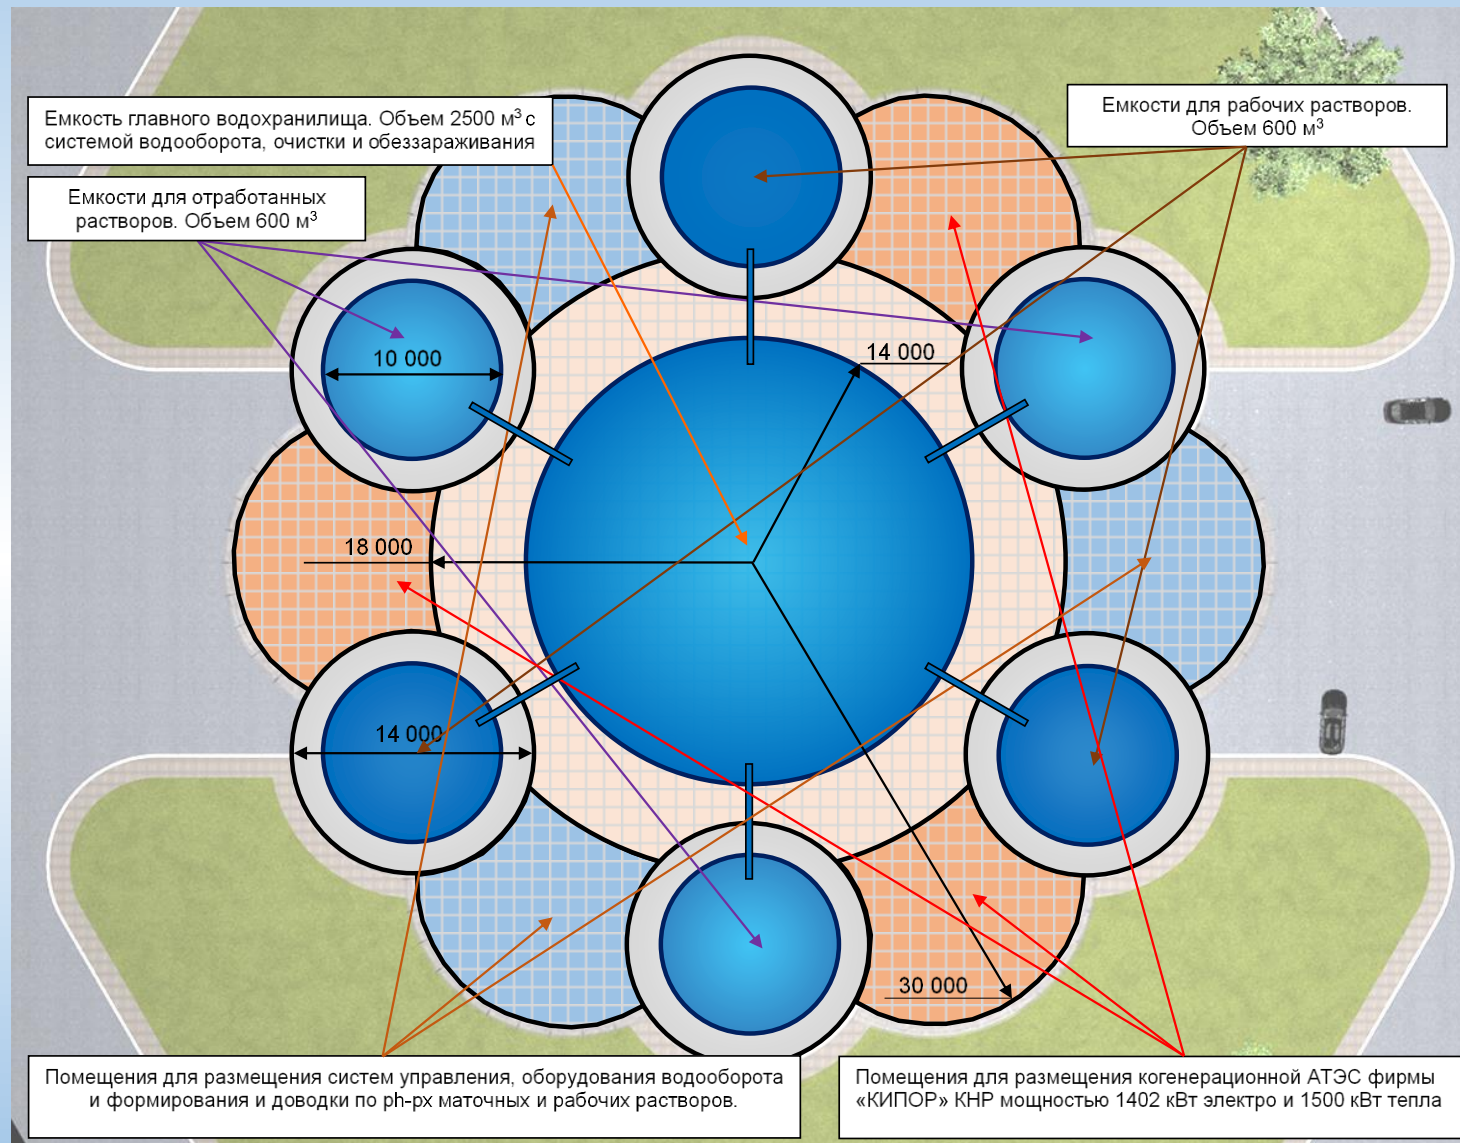 Емкость главного водохранилища. Объем 2500 м³ с
системой водооборота, очистки и обеззараживания
Емкости для рабочих растворов.
Объем 600 м³
Емкости для отработанных
растворов. Объем 600 м³
10 000
14 000
18 000
14 000
30 000
Помещения для размещения систем управления, оборудования водооборота
и формирования и доводки по ph-px маточных и рабочих растворов.
Помещения для размещения когенерационной АТЭС фирмы
«КИПОР» КНР мощностью 1402 кВт электро и 1500 кВт тепла